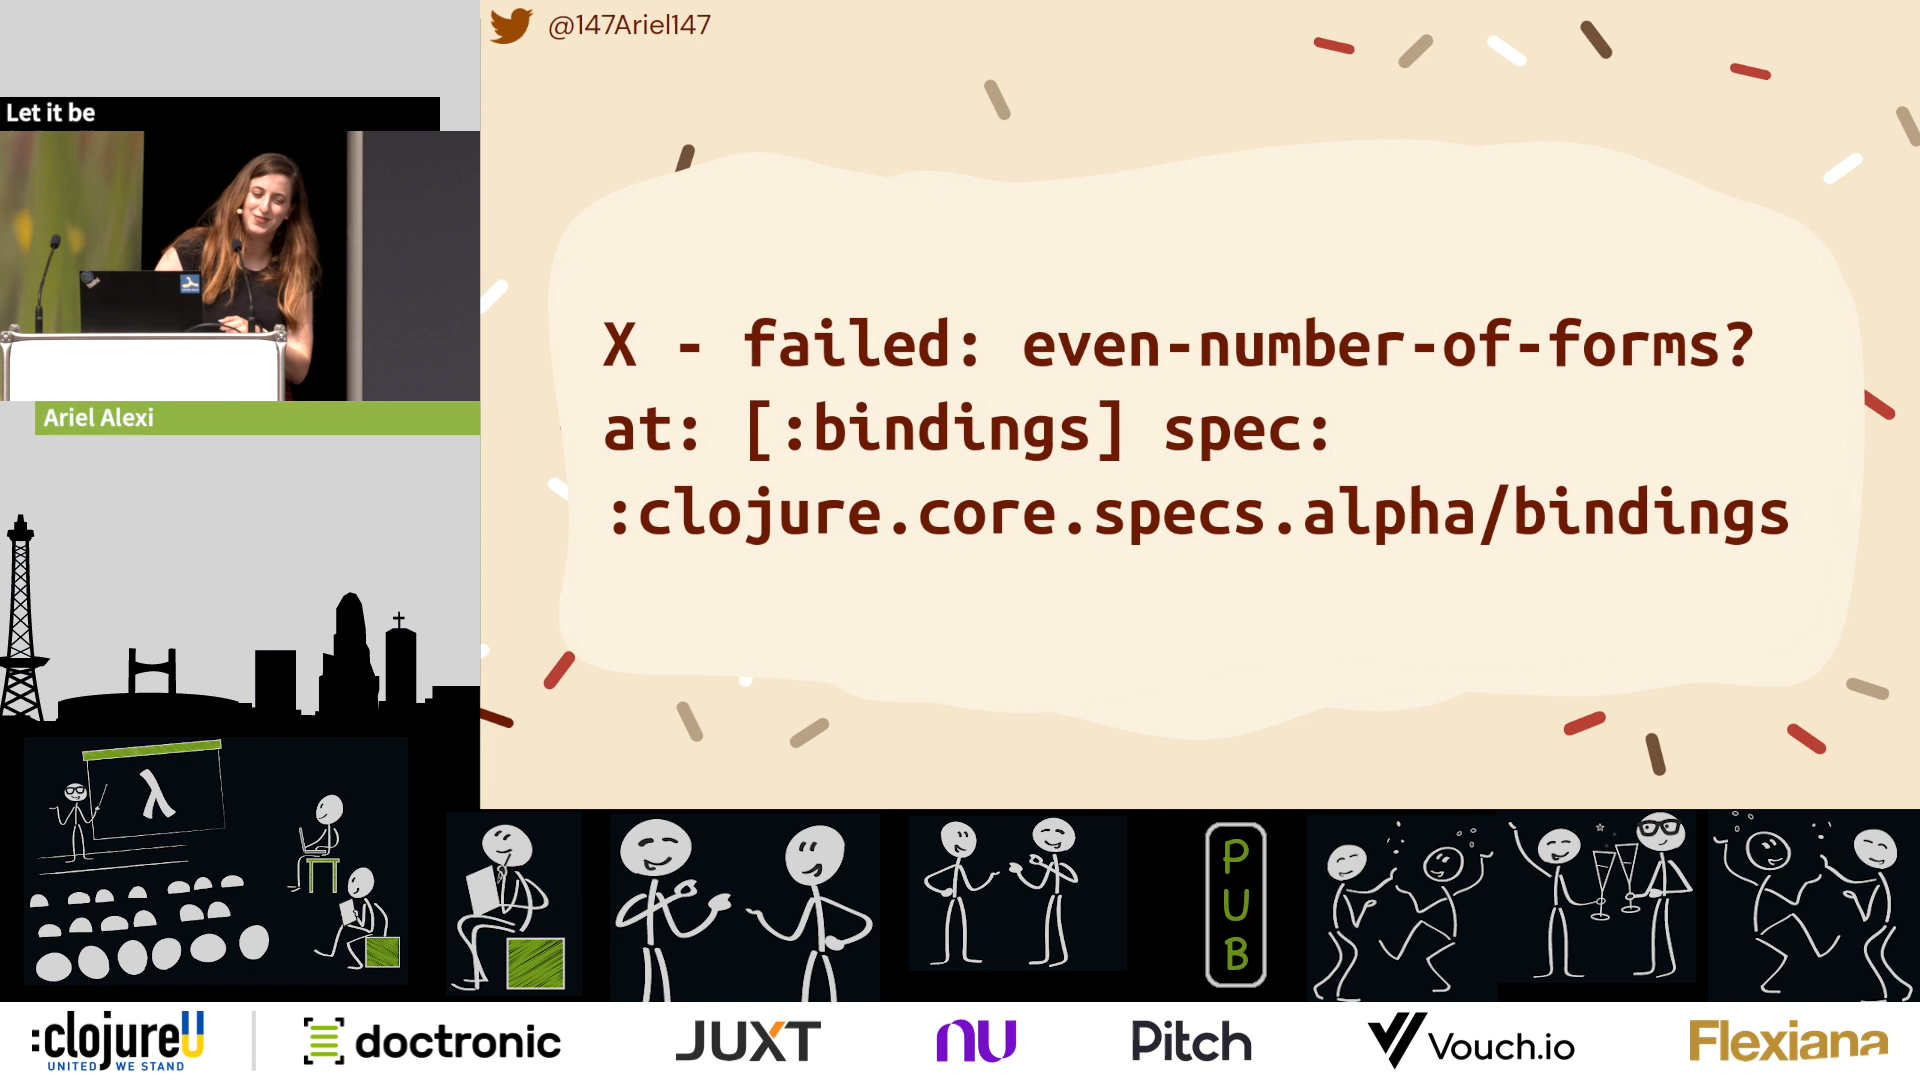 @147Ariel147
Let it be
X - failed: even-number-of-forms?
at: [:bindings] spec:
:clojure.core.specs.alpha/bindings
Ariel Alexi
λ
PUB
:clojureU
UNITED WE STAND
doctronic
JUXT
nu
Pitch
Vouch.io
Flexiana